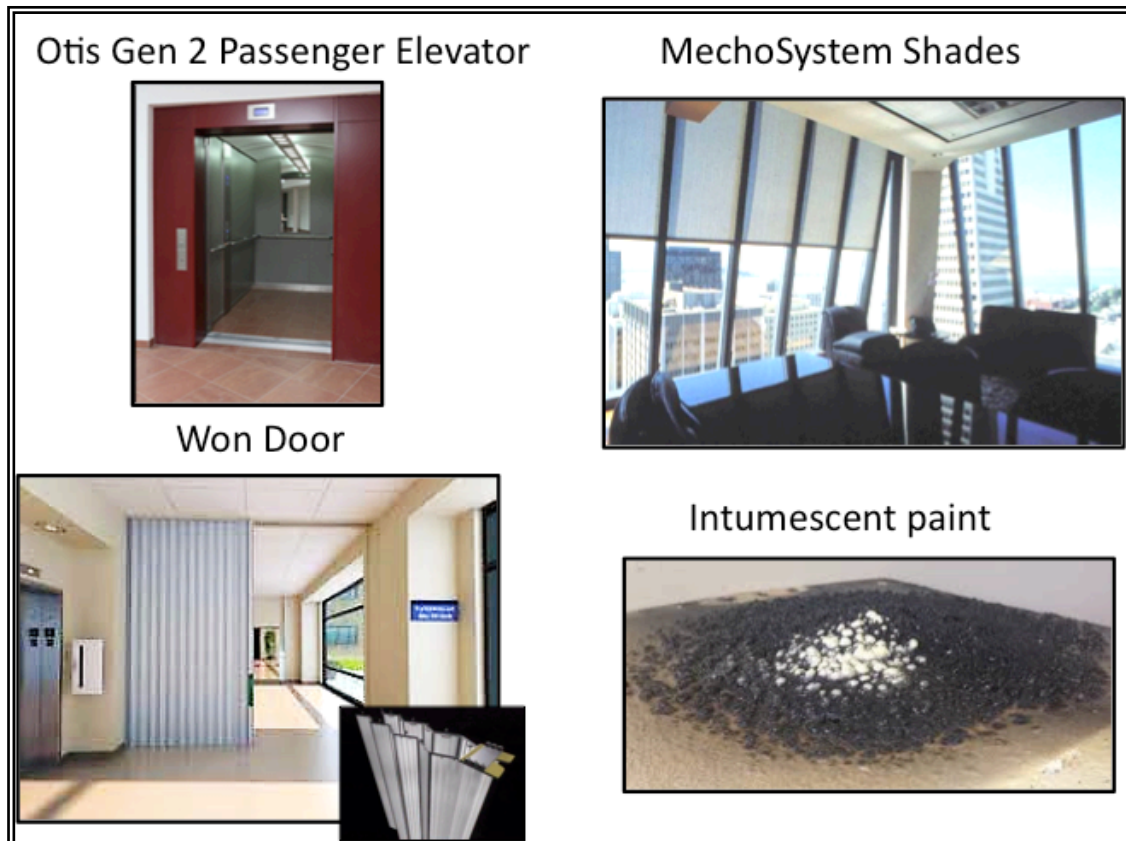 Otis Gen 2 Passenger Elevator
MechoSystem Shades
Won Door
Intumescent paint